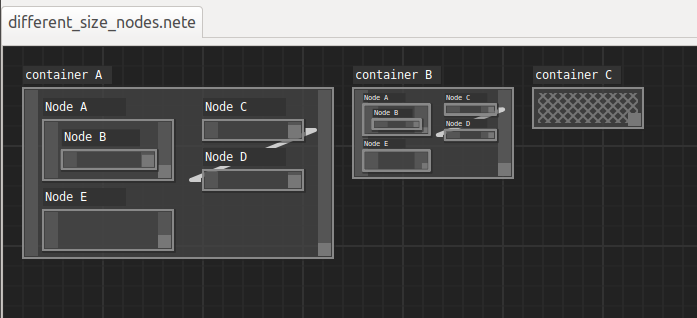 different_size_nodes.nete
container A
container B
container C
Node A
Node C
Node B
Node D
Node E
Node A
Node C
Node B
Node D
Node E